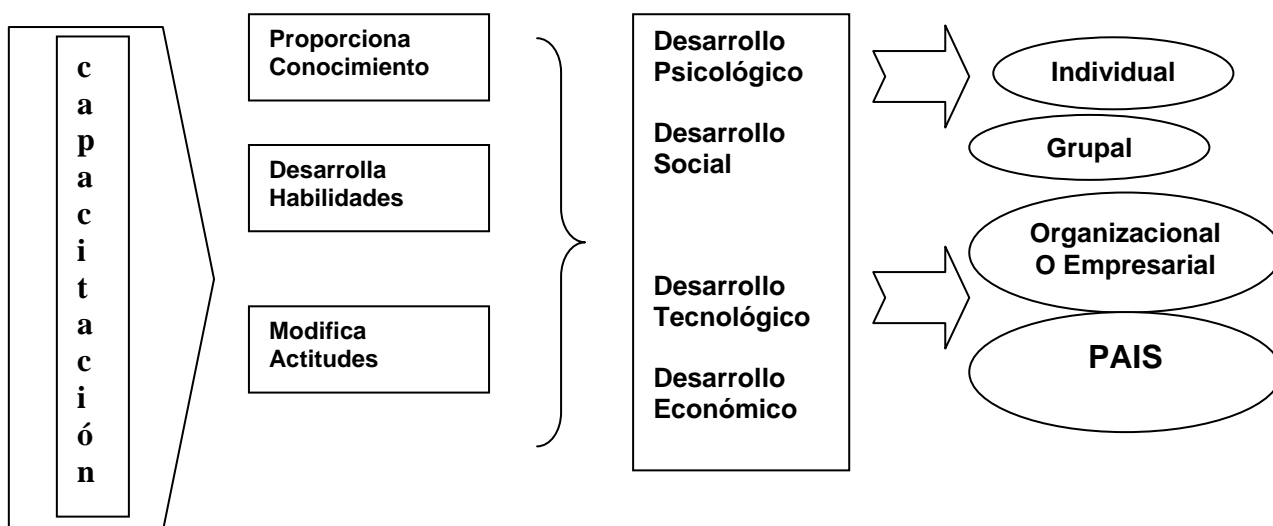 capacitación
Proporciona
Conocimiento
Desarrolla
Habilidades
Modifica
Actitudes
Desarrollo
Psicológico
Desarrollo
Social
Desarrollo
Tecnológico
Desarrollo
Económico
Individual
Grupal
Organizacional
O Empresarial
PAIS